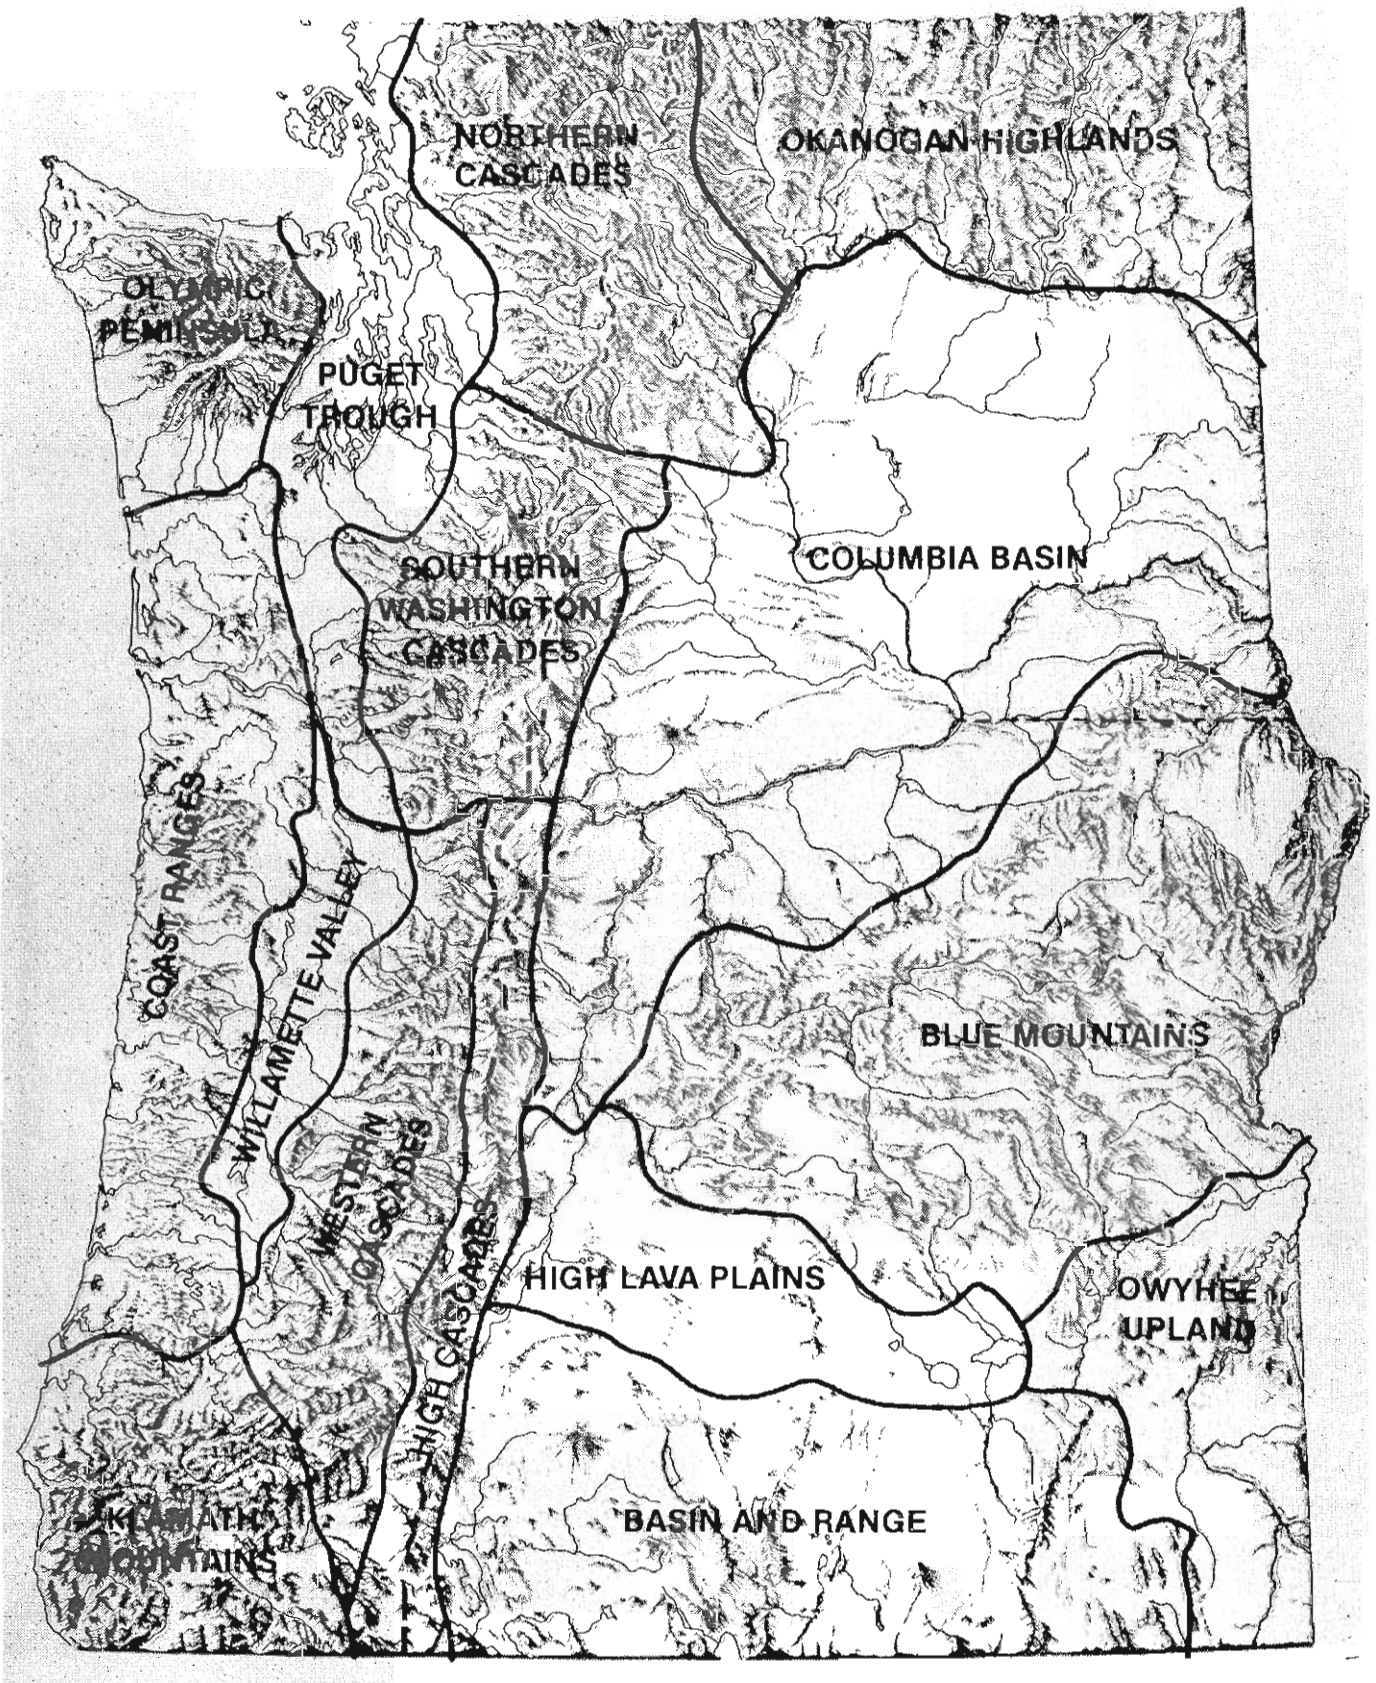 NORTHERN
CASCADES
OKANOGAN HIGHLANDS
OLYMPIC
PENINSULA
PUGET
TROUGH
SOUTHERN
WASHINGTON
CASCADES
COLUMBIA BASIN
COAST RANGES
WILLAMETTE VALLEY
WESTERN
CASCADES
HIGH CASCADES
BLUE MOUNTAINS
HIGH LAVA PLAINS
OWYHEE
UPLAND
KLAMATH
MOUNTAINS
BASIN AND RANGE